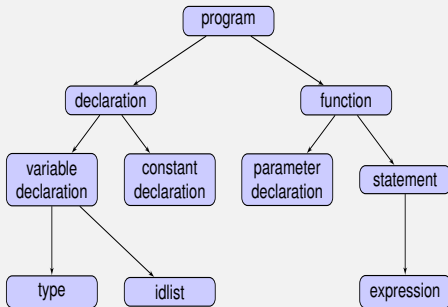 program
declaration
function
variable
declaration
constant
declaration
parameter
declaration
statement
type
idlist
expression